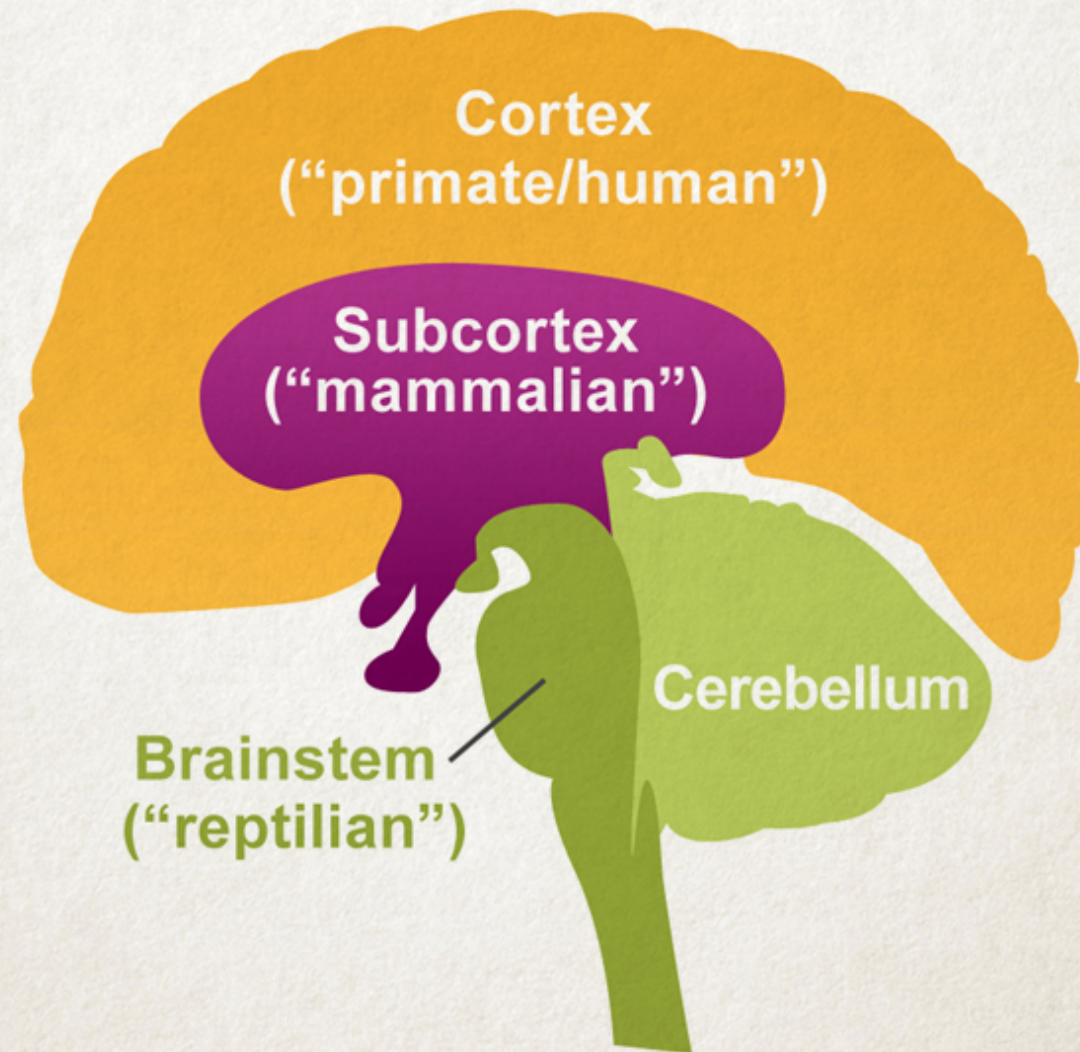 Cortex
(“primate/human”)
Subcortex
(“mammalian”)
Cerebellum
Brainstem
(“reptilian”)